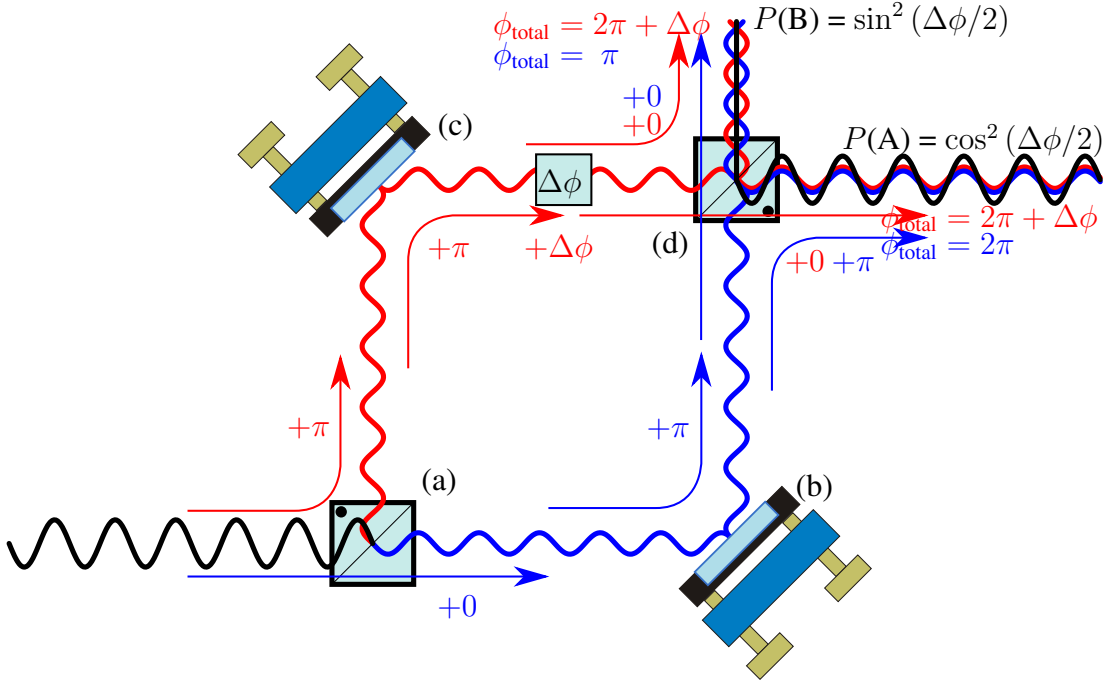 ϕtotal = 2π + Δϕ
P(B) = sin² (Δϕ/2)
ϕtotal = π
+0
+0
(c)
P(A) = cos² (Δϕ/2)
Δϕ
ϕtotal = 2π + Δϕ
+π
+Δϕ
(d)
ϕtotal = 2π
+0 +π
+π
+π
(a)
(b)
+0